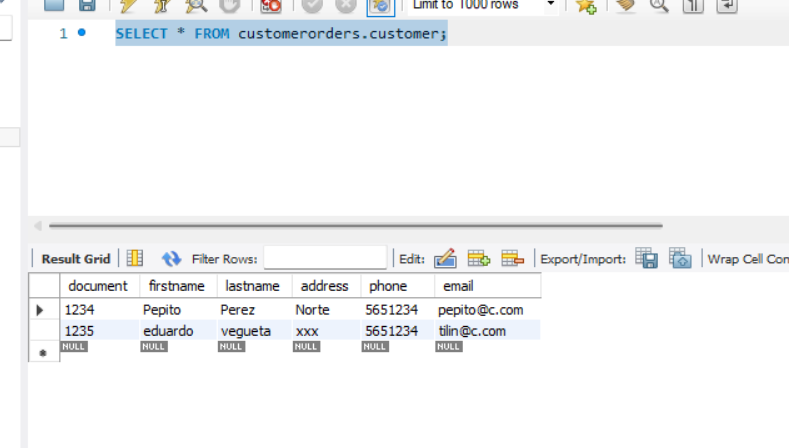 Limit to 1000 rows
1 SELECT * FROM customerorders.customer;
Result Grid Filter Rows: Edit: Export/Import: Wrap Cell Con
document firstname lastname address phone email
1234 Pepito Perez Norte 5651234 pepito@c.com
1235 eduardo vegueta xxx 5651234 tilin@c.com
NULL NULL NULL NULL NULL NULL